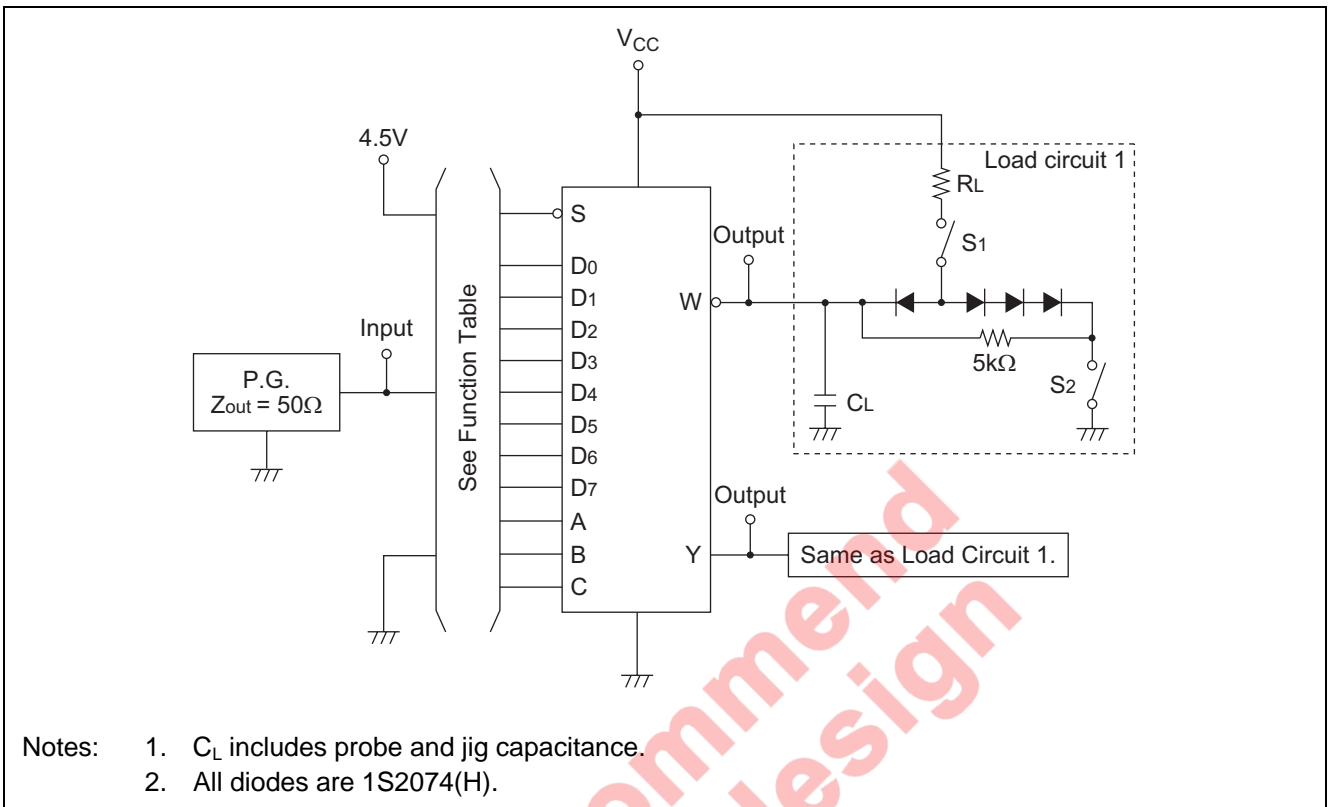 VCC
4.5V
Load circuit 1
RL
S
Output
S1
D0
D1
W
D2
Input
D3
5kΩ
P.G.
Zout = 50Ω
See Function Table
D4
S2
CL
D5
D6
D7
Output
A
B
Y
Same as Load Circuit 1.
C
Notes: 1. CL includes probe and jig capacitance.
2. All diodes are 1S2074(H).
ommend
design